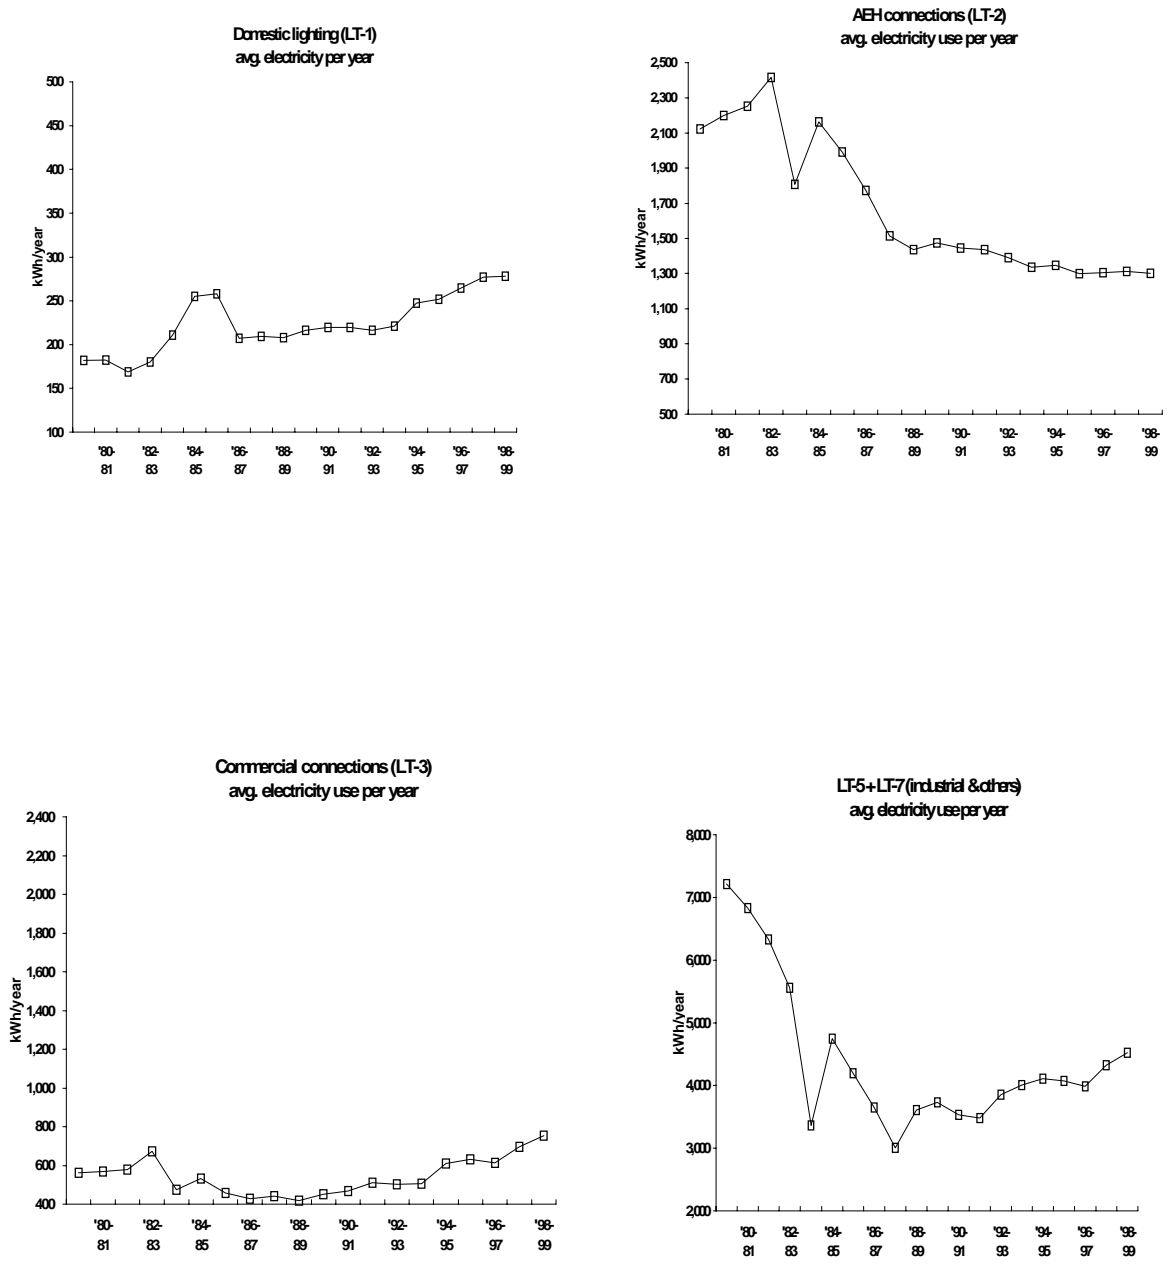 Domestic lighting (LT-1)
avg. electricity per year
500
450
400
350
300
250
200
150
100
kWh/year
'80- '82- '84- '86- '88- '90- '92- '94- '96- '98-
81 83 85 87 89 91 93 95 97 99
AEH connections (LT-2)
avg. electricity use per year
2,500
2,300
2,100
1,900
1,700
1,500
1,300
1,100
900
700
500
kWh/year
'80- '82- '84- '86- '88- '90- '92- '94- '96- '98-
81 83 85 87 89 91 93 95 97 99
Commercial connections (LT-3)
avg. electricity use per year
2,400
2,200
2,000
1,800
1,600
1,400
1,200
1,000
800
600
400
kWh/year
'80- '82- '84- '86- '88- '90- '92- '94- '96- '98-
81 83 85 87 89 91 93 95 97 99
LT-5 + LT-7 (industrial & others)
avg. electricity use per year
8,000
7,000
6,000
5,000
4,000
3,000
2,000
kWh/year
'80- '82- '84- '86- '88- '90- '92- '94- '96- '98-
81 83 85 87 89 91 93 95 97 99